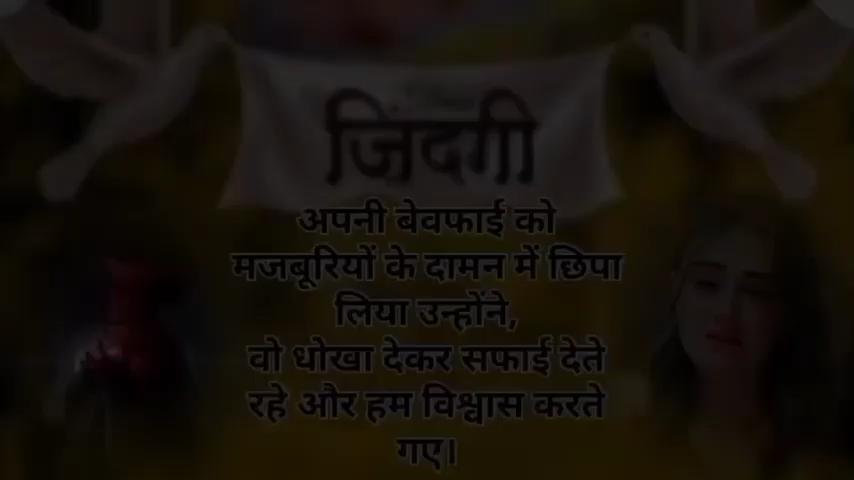 जिंदगी
अपनी बेवफाई को
मजबूरियों के दामन में छिपा
लिया उन्होंने,
वो धोखा देकर सफाई देते
रहे और हम विश्वास करते
गए।